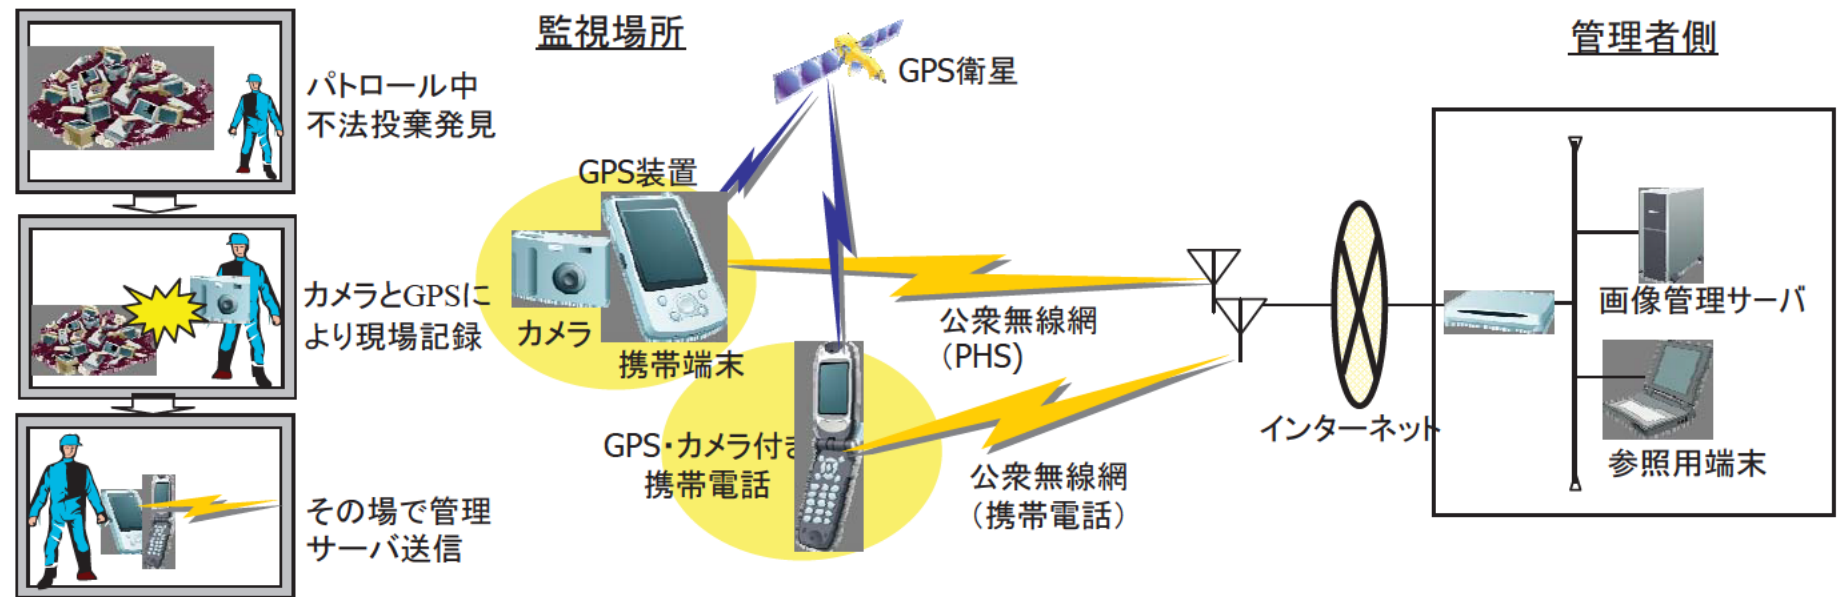 監視場所
管理者側
GPS衛星
パトロール中
不法投棄発見
GPS装置
カメラとGPSに
より現場記録
カメラ
携帯端末
公衆無線網
(PHS)
画像管理サーバ
インターネット
GPS・カメラ付き
携帯電話
公衆無線網
(携帯電話)
参照用端末
その場で管理
サーバ送信